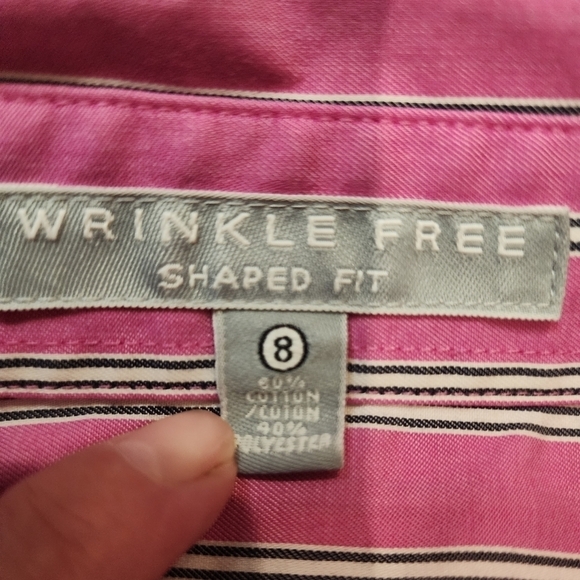 WRINKLE FREE
SHAPED FIT
8
60%
COTTON
/COTON
40%
POLYESTER